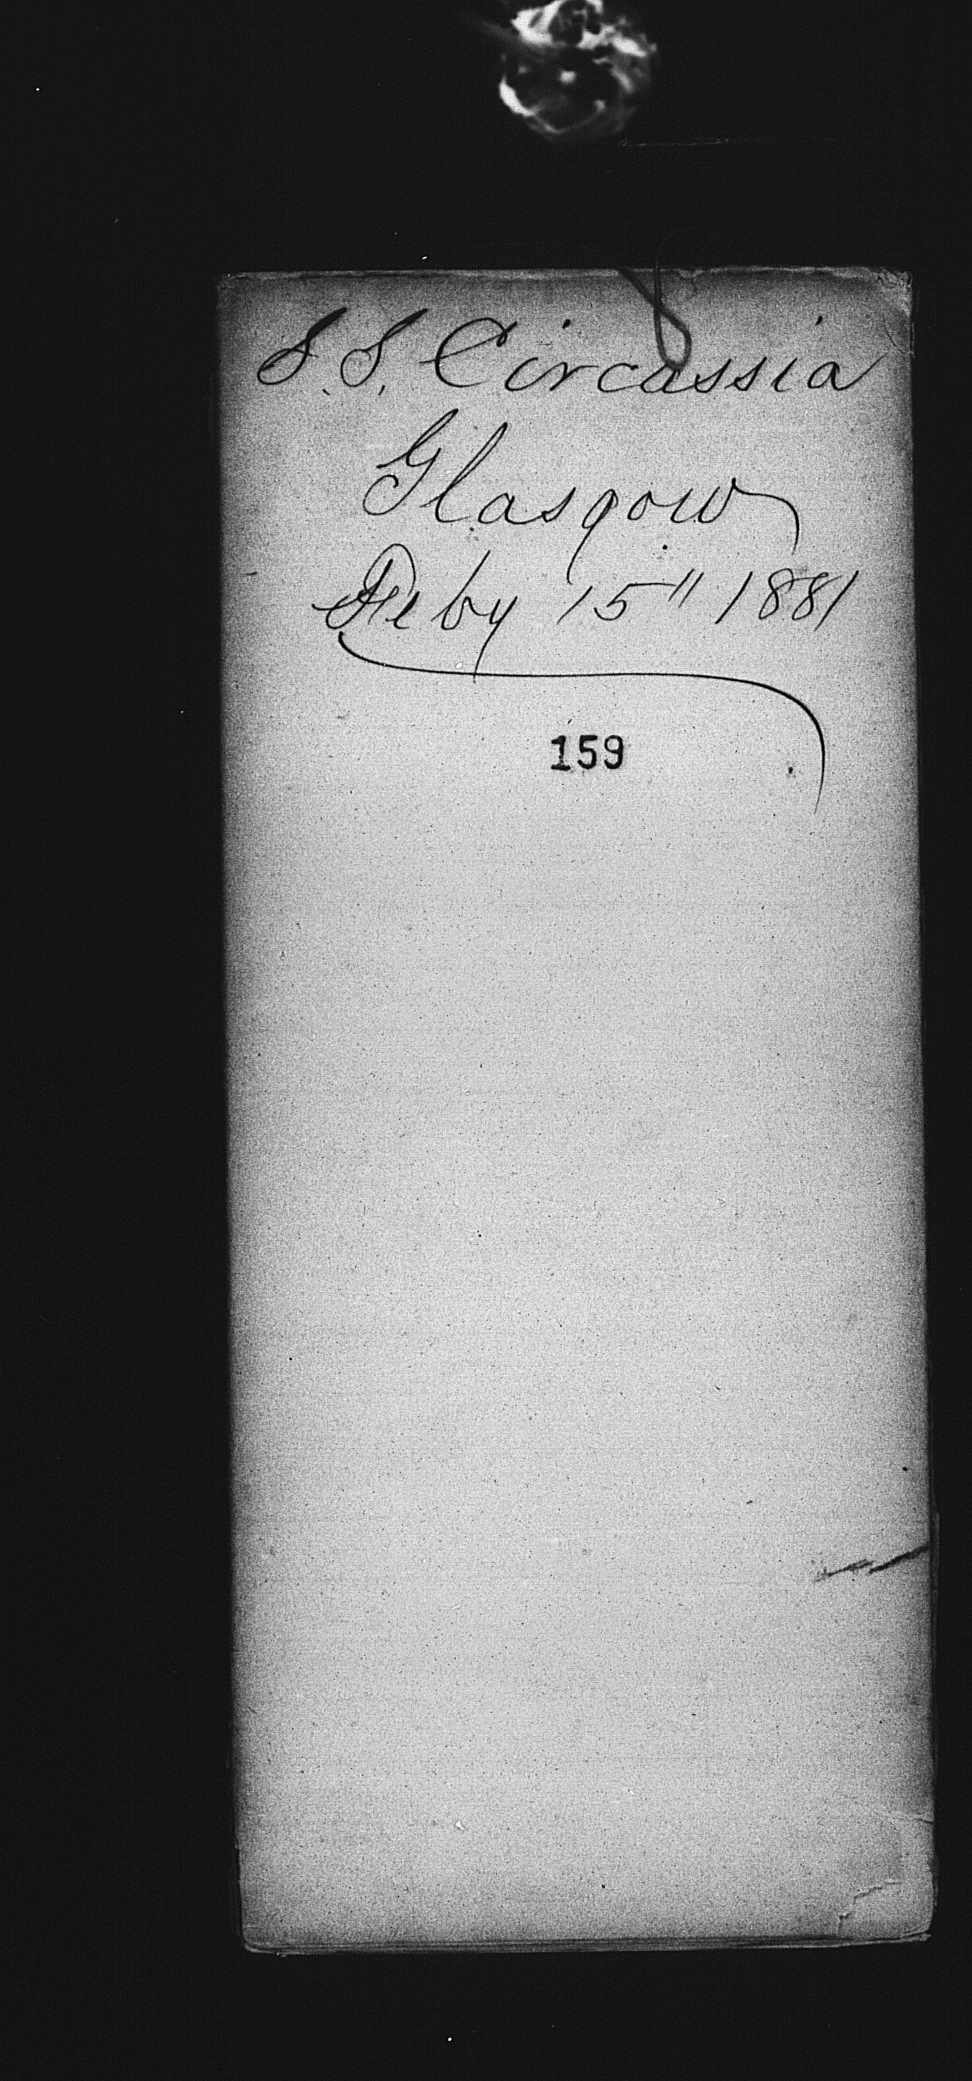 S.S. Circassia
Glasgow
Feby 15" 1881
159